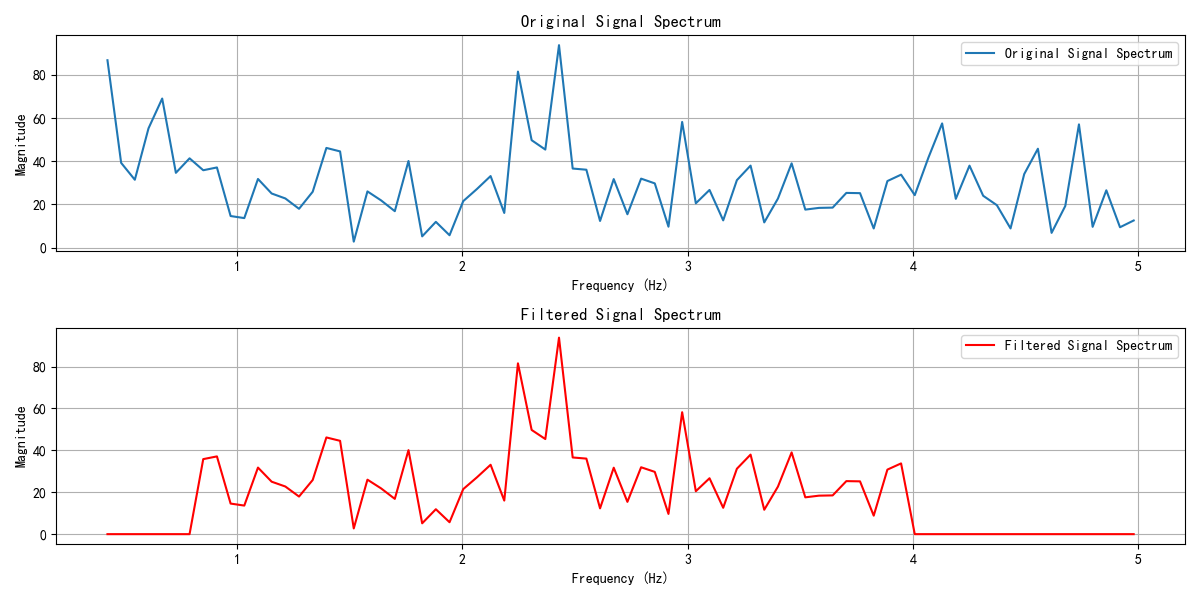 Original Signal Spectrum
Original Signal Spectrum
Magnitude
80
60
40
20
0
1 2 3 4 5
Frequency (Hz)
Filtered Signal Spectrum
Filtered Signal Spectrum
Magnitude
80
60
40
20
0
1 2 3 4 5
Frequency (Hz)